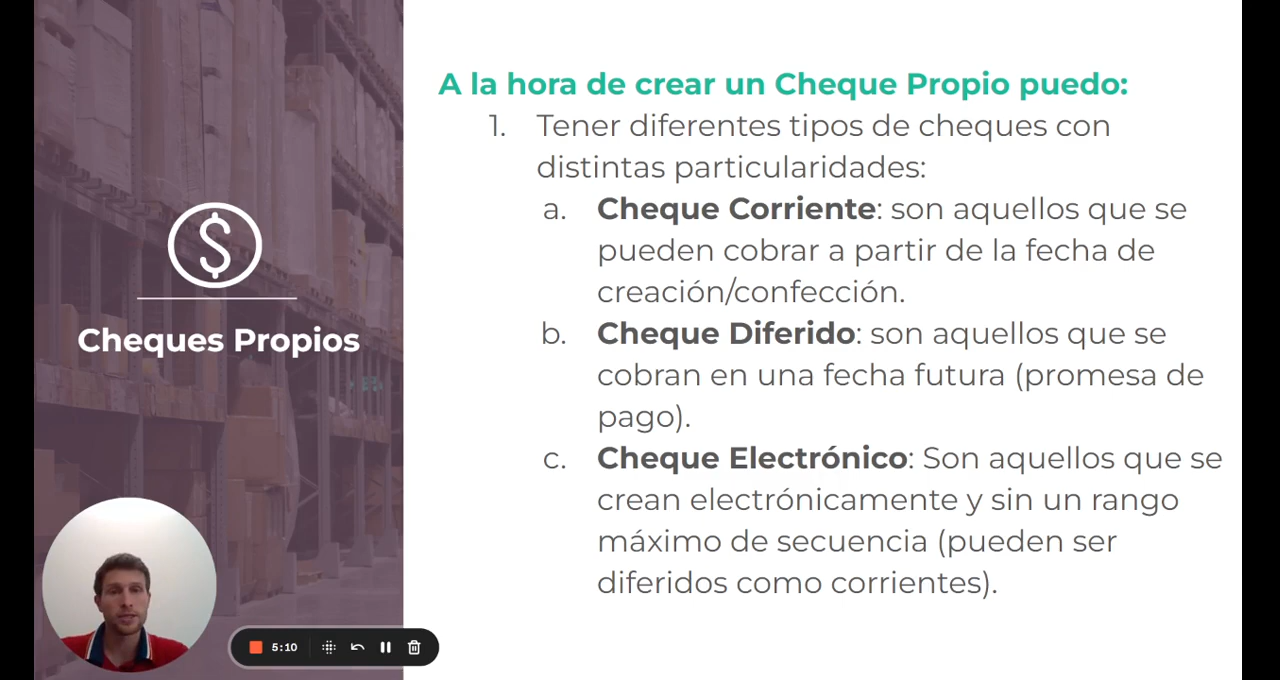 A la hora de crear un Cheque Propio puedo:
1. Tener diferentes tipos de cheques con
distintas particularidades:
a. Cheque Corriente: son aquellos que se
pueden cobrar a partir de la fecha de
creación/confección.
b. Cheque Diferido: son aquellos que se
cobran en una fecha futura (promesa de
pago).
c. Cheque Electrónico: Son aquellos que se
crean electrónicamente y sin un rango
máximo de secuencia (pueden ser
diferidos como corrientes).
$
Cheques Propios
5:10